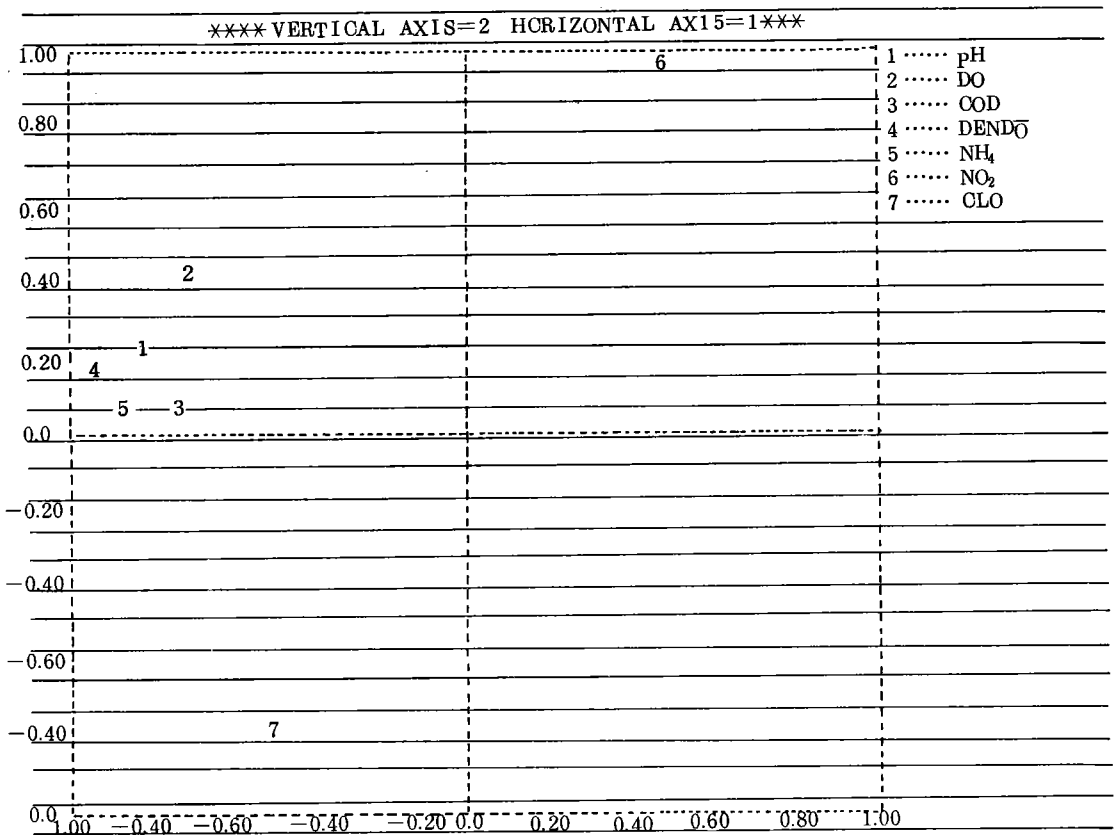 **** VERTICAL AXIS=2 HCRIZONTAL AX15=1***
1.00
6
1 ...... pH
2 ...... DO
3 ...... COD
0.80
4 ...... DENDO̅
5 ...... NH₄
6 ...... NO₂
7 ...... CLO
0.60
2
0.40
1
0.20
4
5
3
0.0
−0.20
−0.40
−0.60
7
−0.40
0.0
1.00 −0.40 −0.60 −0.40 −0.20 0.0 0.20 0.40 0.60 0.80 1.00